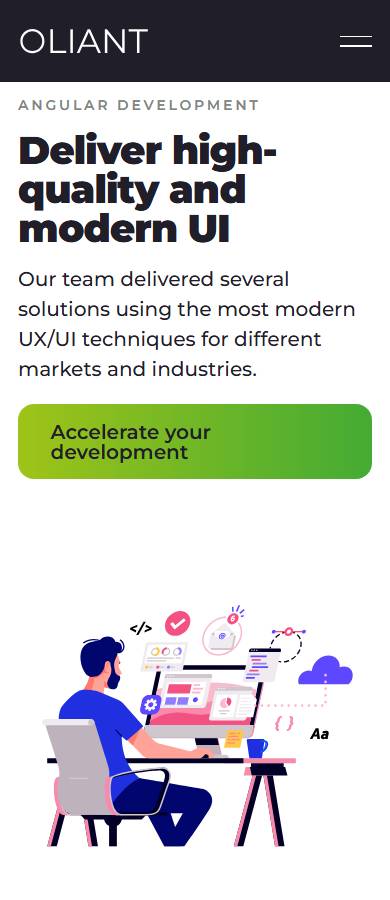 OLIANT
ANGULAR DEVELOPMENT
Deliver high-
quality and
modern UI
Our team delivered several
solutions using the most modern
UX/UI techniques for different
markets and industries.
Accelerate your
development
</>
6
@
{ }
Aa